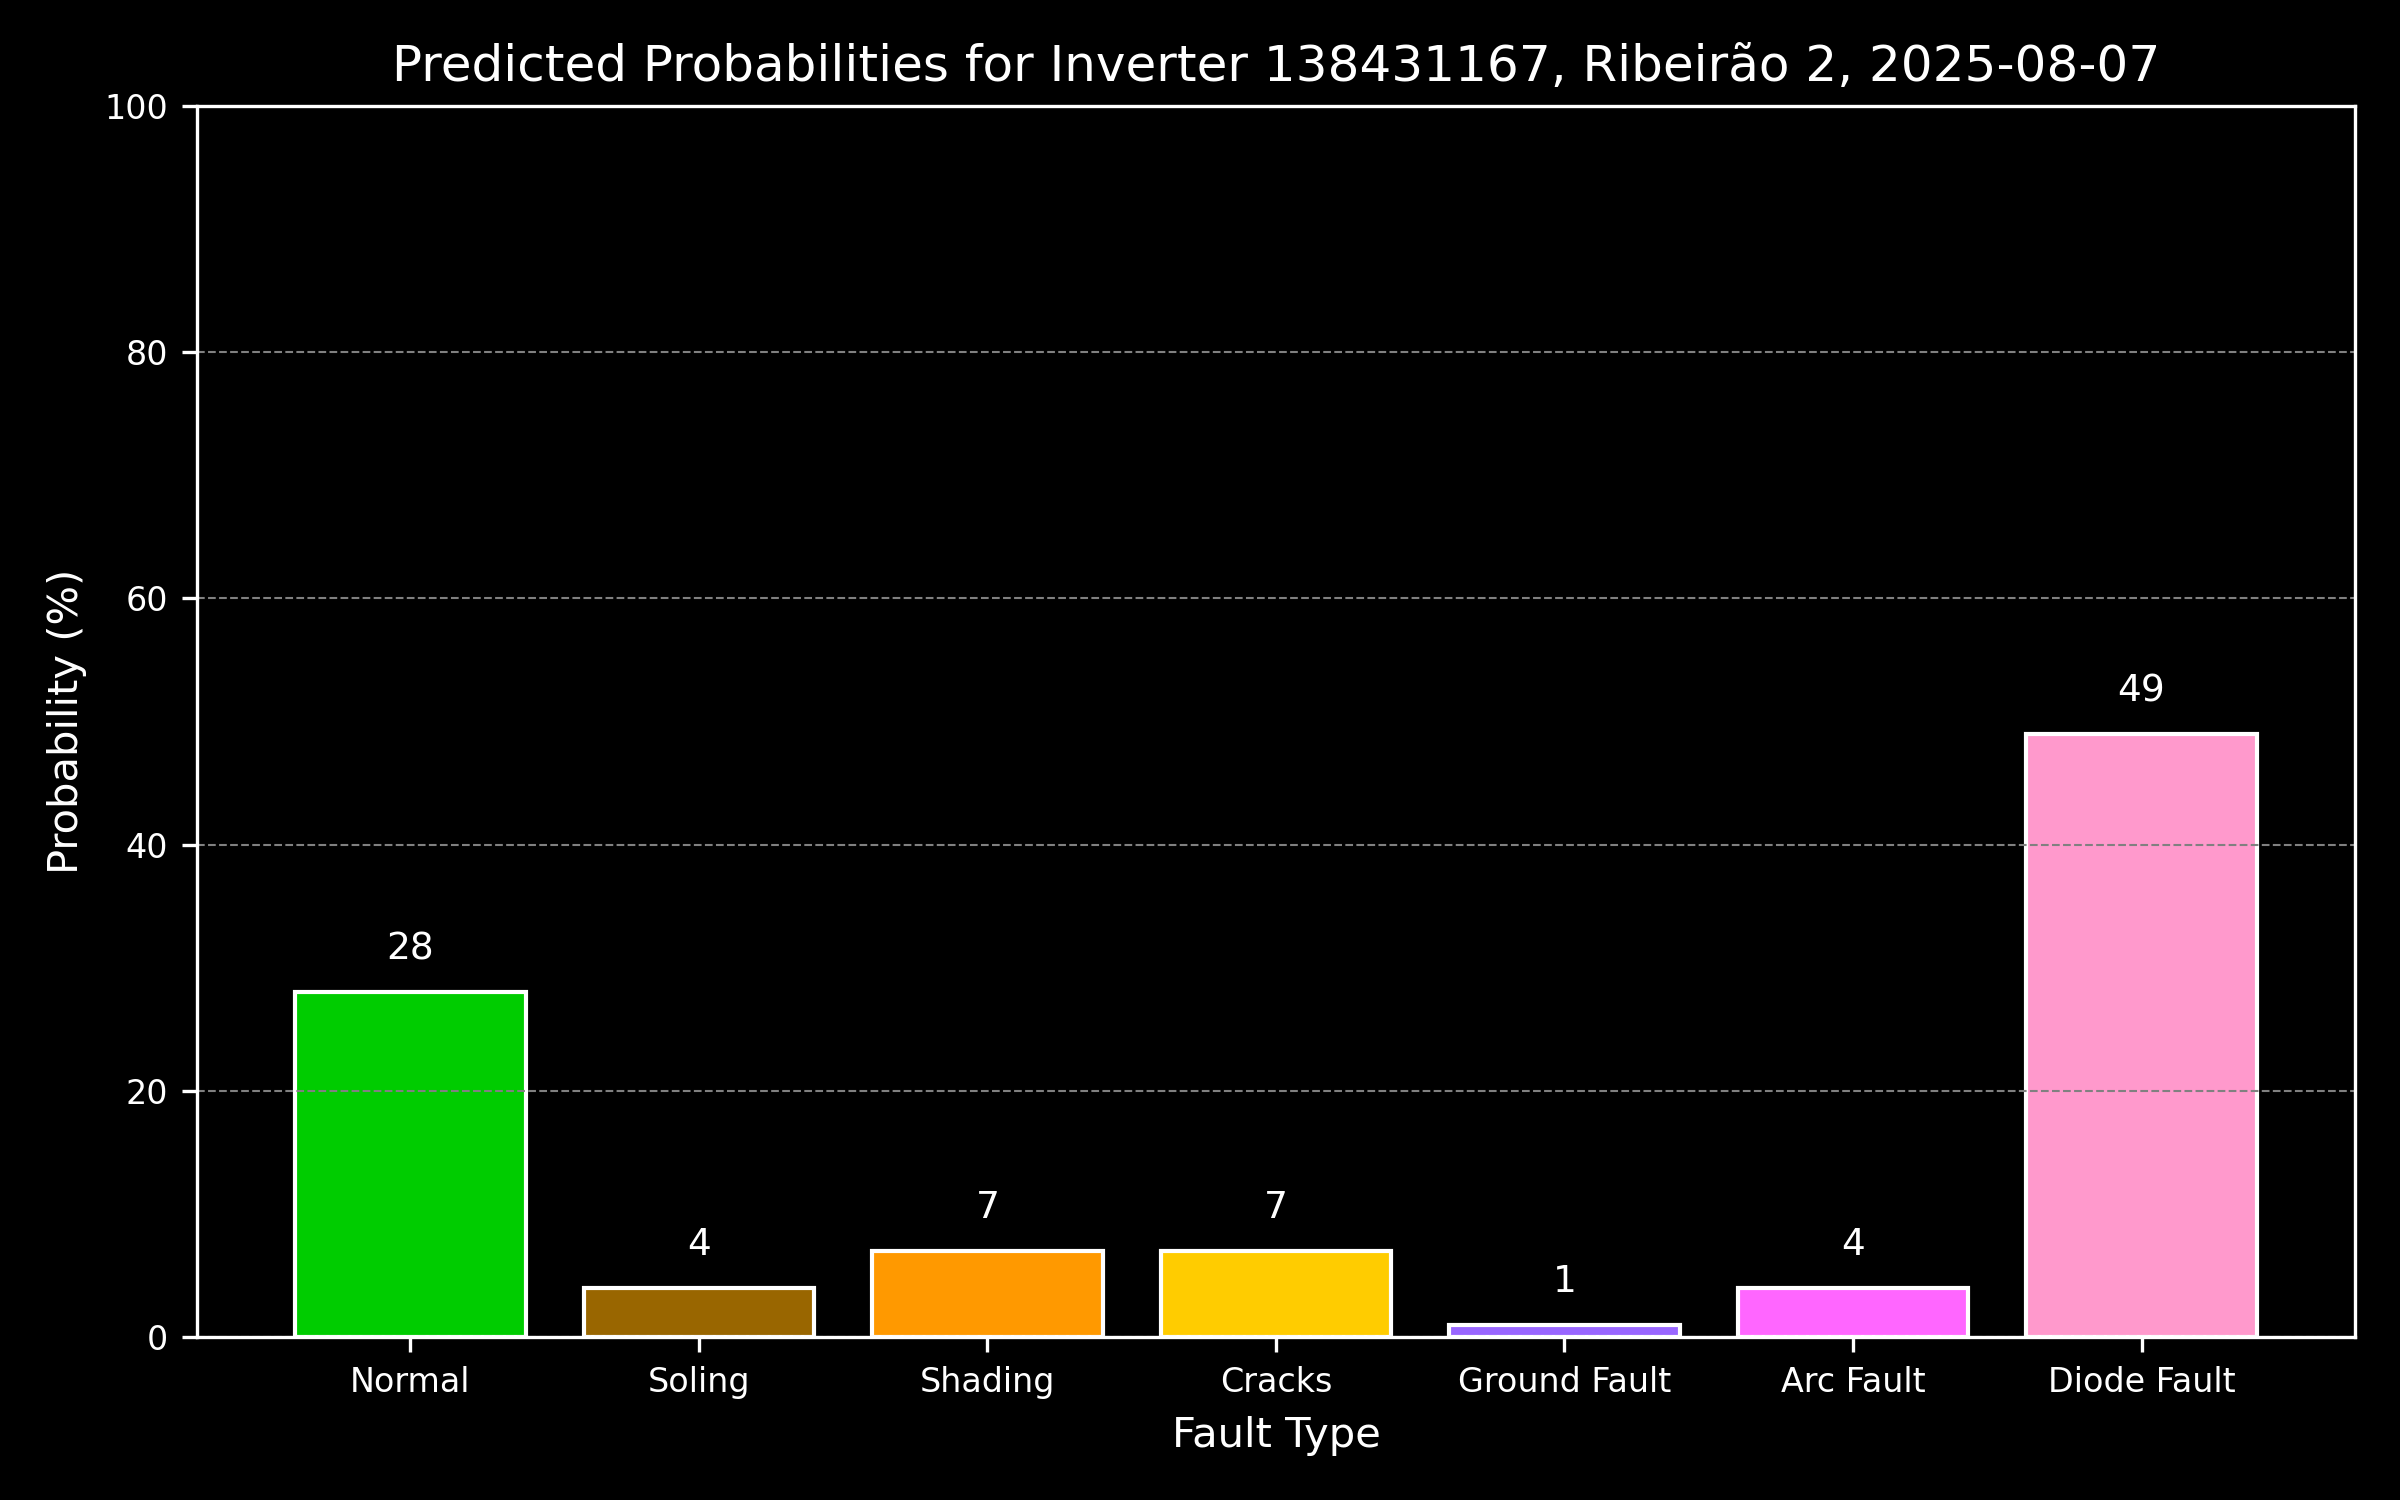 Predicted Probabilities for Inverter 138431167, Ribeirão 2, 2025-08-07
Probability (%)
100
80
60
40
20
0
28
4
7
7
1
4
49
Normal
Soling
Shading
Cracks
Ground Fault
Arc Fault
Diode Fault
Fault Type